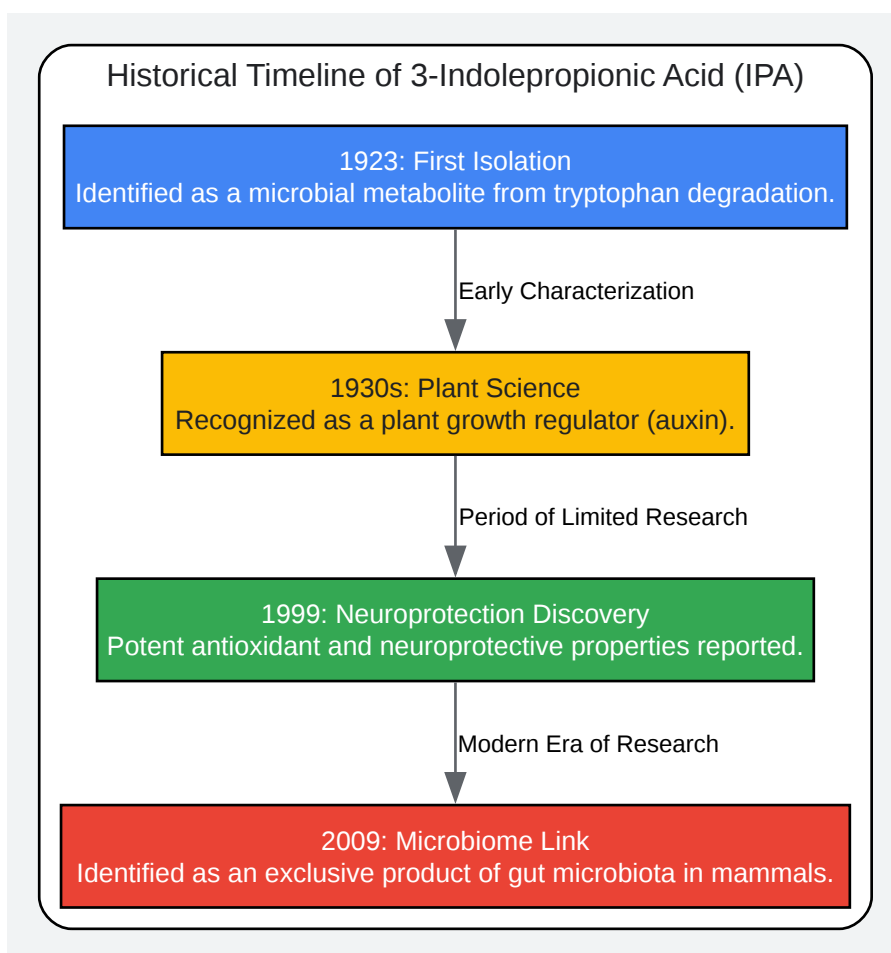 Historical Timeline of 3-Indolepropionic Acid (IPA)
1923: First Isolation
Identified as a microbial metabolite from tryptophan degradation.
Early Characterization
1930s: Plant Science
Recognized as a plant growth regulator (auxin).
Period of Limited Research
1999: Neuroprotection Discovery
Potent antioxidant and neuroprotective properties reported.
Modern Era of Research
2009: Microbiome Link
Identified as an exclusive product of gut microbiota in mammals.